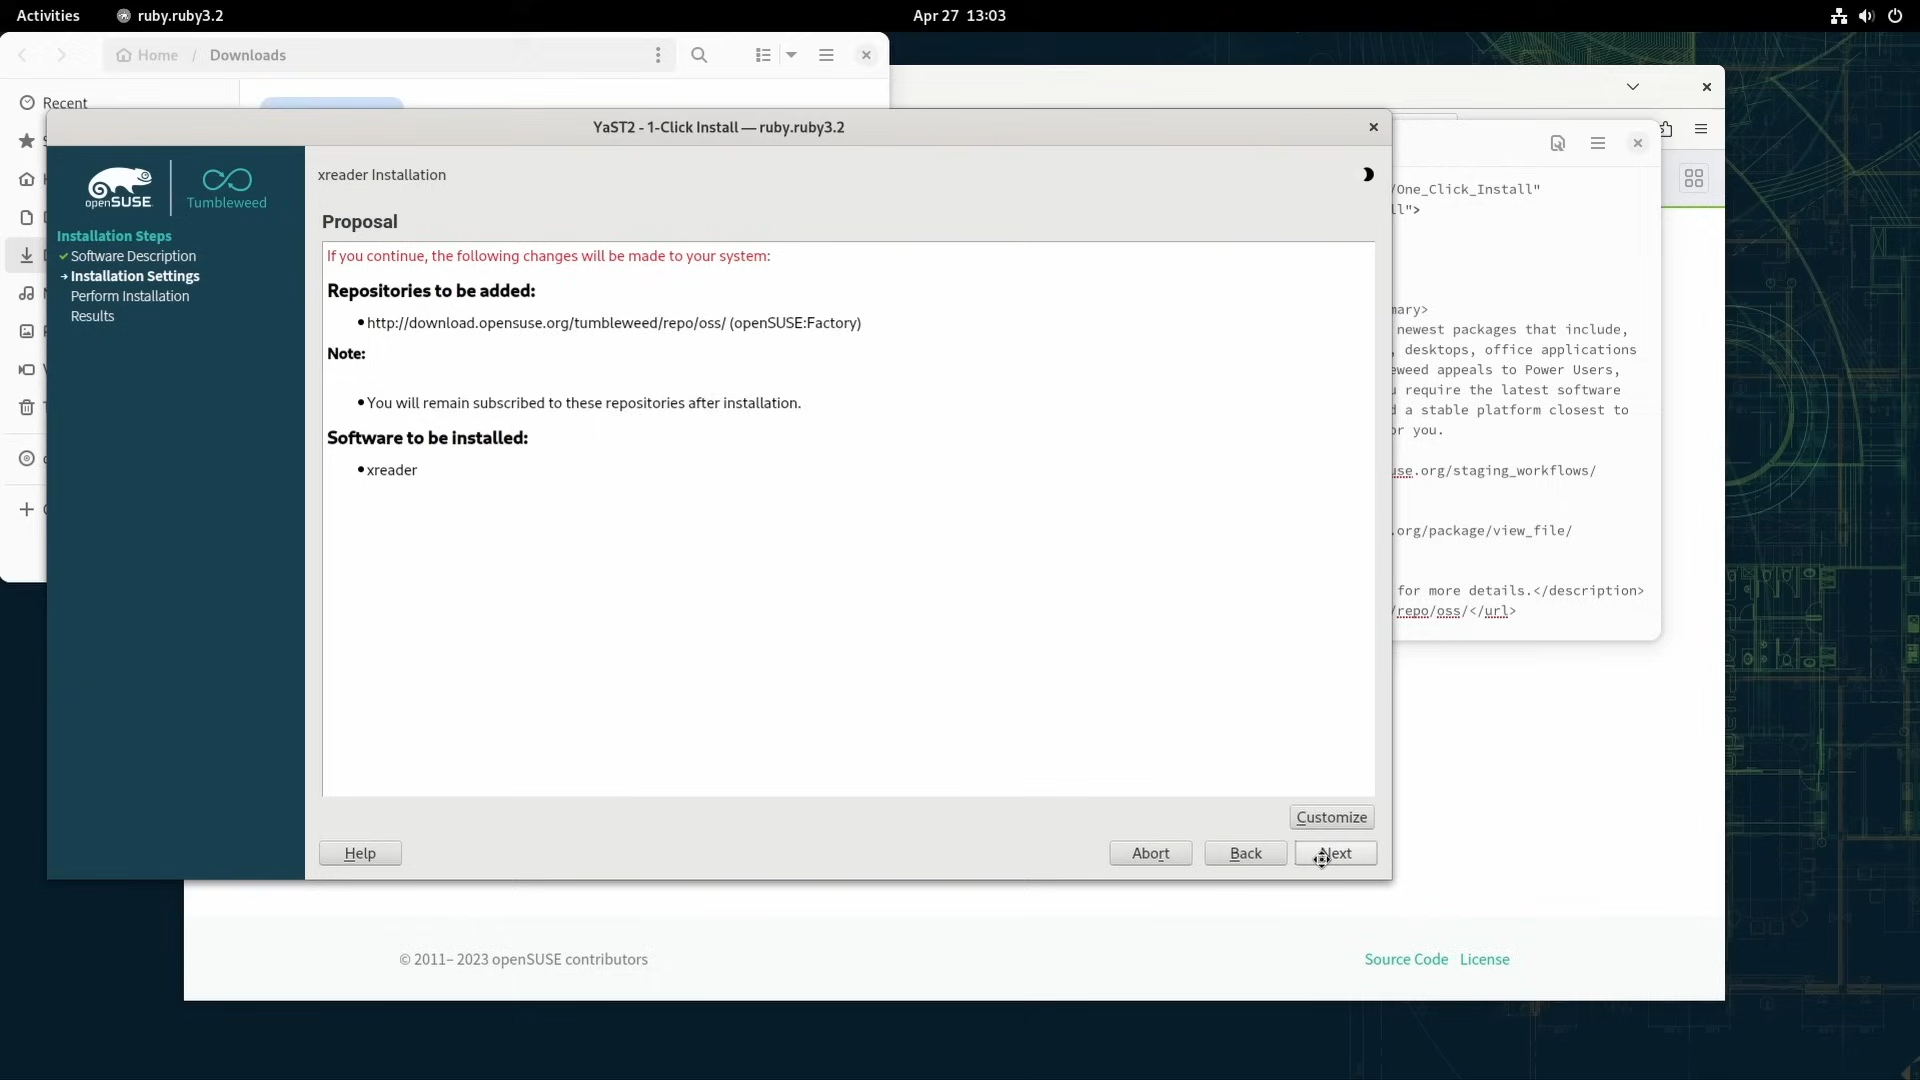 Activities
ruby.ruby3.2
Apr 27 13:03
Home / Downloads
Recent
YaST2 - 1-Click Install — ruby.ruby3.2
openSUSE
Tumbleweed
Installation Steps
Software Description
Installation Settings
Perform Installation
Results
xreader Installation
Proposal
If you continue, the following changes will be made to your system:
Repositories to be added:
• http://download.opensuse.org/tumbleweed/repo/oss/ (openSUSE:Factory)
Note:
• You will remain subscribed to these repositories after installation.
Software to be installed:
• xreader
Customize
Help
Abort
Back
Next
/One_Click_Install"
ll">
mary>
newest packages that include,
, desktops, office applications
eweed appeals to Power Users,
require the latest software
d a stable platform closest to
or you.
use.org/staging_workflows/
.org/package/view_file/
for more details.</description>
/repo/oss/</url>
© 2011– 2023 openSUSE contributors
Source Code
License